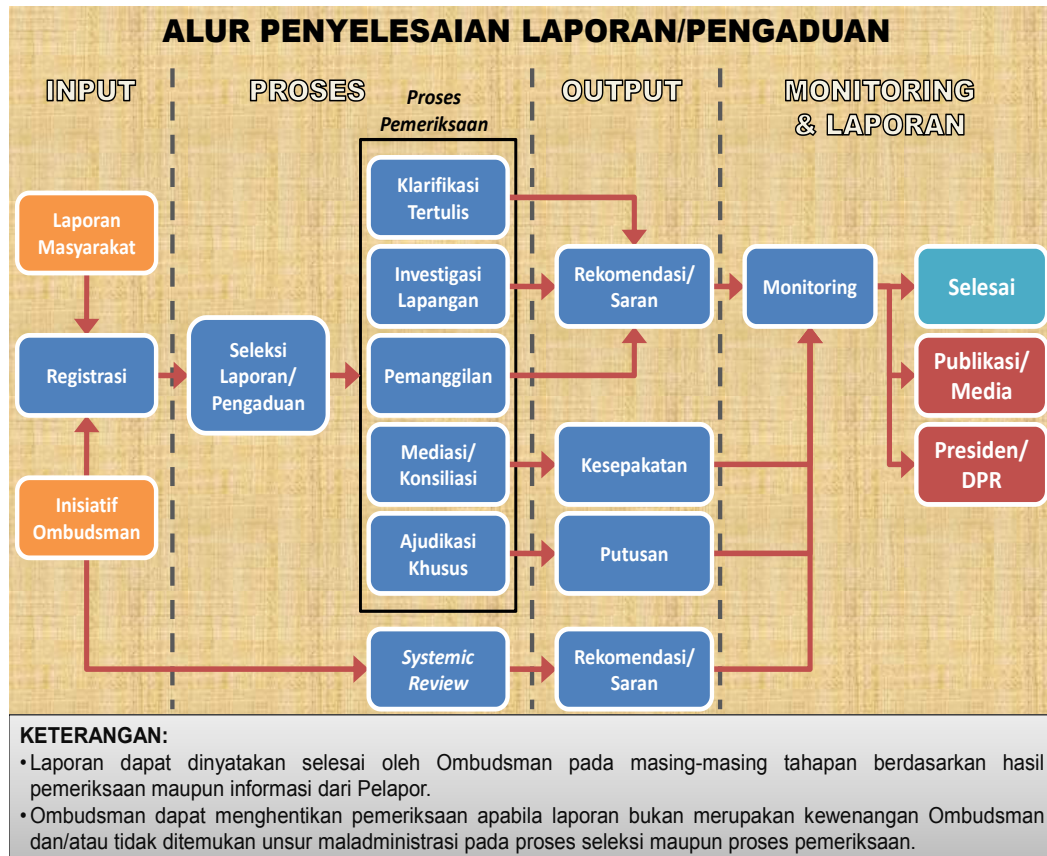 ALUR PENYELESAIAN LAPORAN/PENGADUAN
INPUT
PROSES
OUTPUT
MONITORING
& LAPORAN
Proses
Pemeriksaan
Laporan
Masyarakat
Registrasi
Inisiatif
Ombudsman
Seleksi
Laporan/
Pengaduan
Klarifikasi
Tertulis
Investigasi
Lapangan
Pemanggilan
Mediasi/
Konsiliasi
Ajudikasi
Khusus
Systemic
Review
Rekomendasi/
Saran
Kesepakatan
Putusan
Rekomendasi/
Saran
Monitoring
Selesai
Publikasi/
Media
Presiden/
DPR
KETERANGAN:
• Laporan dapat dinyatakan selesai oleh Ombudsman pada masing-masing tahapan berdasarkan hasil
pemeriksaan maupun informasi dari Pelapor.
• Ombudsman dapat menghentikan pemeriksaan apabila laporan bukan merupakan kewenangan Ombudsman
dan/atau tidak ditemukan unsur maladministrasi pada proses seleksi maupun proses pemeriksaan.